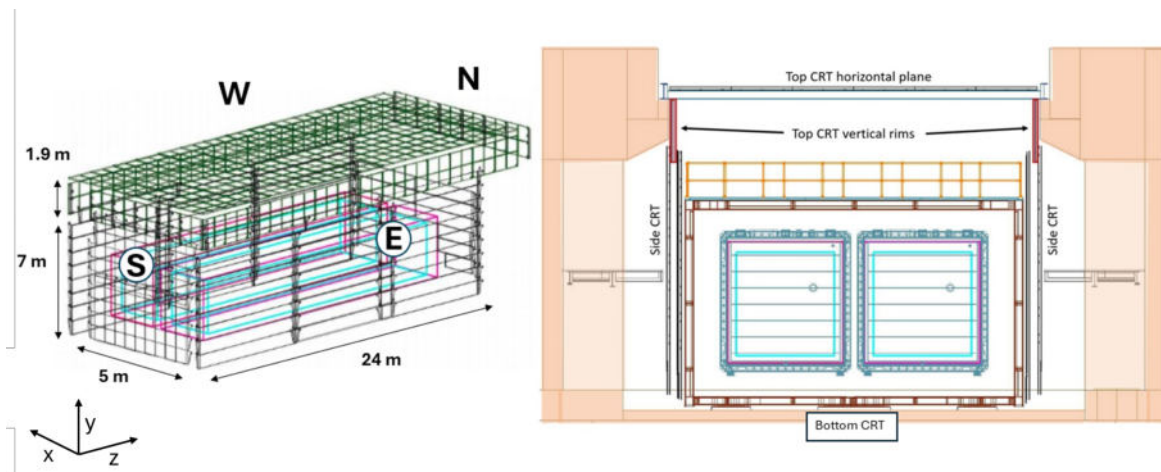 W
N
1.9 m
7 m
S
E
5 m
24 m
y
x
z
Top CRT horizontal plane
Top CRT vertical rims
Side CRT
Side CRT
Bottom CRT